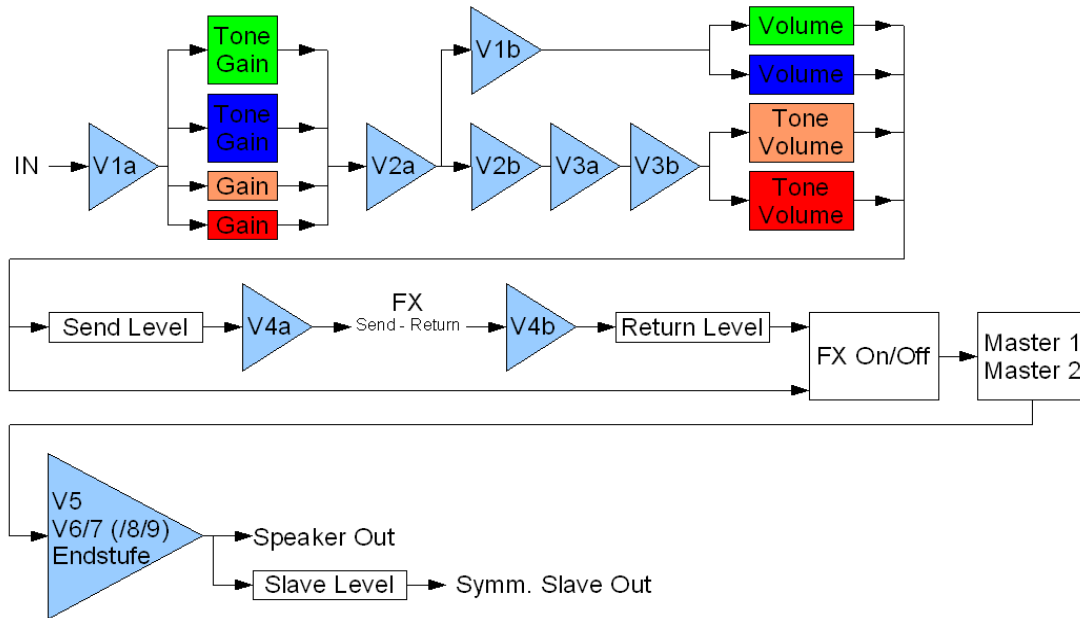 IN
V1a
Tone
Gain
Tone
Gain
Gain
Gain
V2a
V1b
V2b
V3a
V3b
Volume
Volume
Tone
Volume
Tone
Volume
Send Level
V4a
FX
Send - Return
V4b
Return Level
FX On/Off
Master 1
Master 2
V5
V6/7 (/8/9)
Endstufe
Speaker Out
Slave Level
Symm. Slave Out